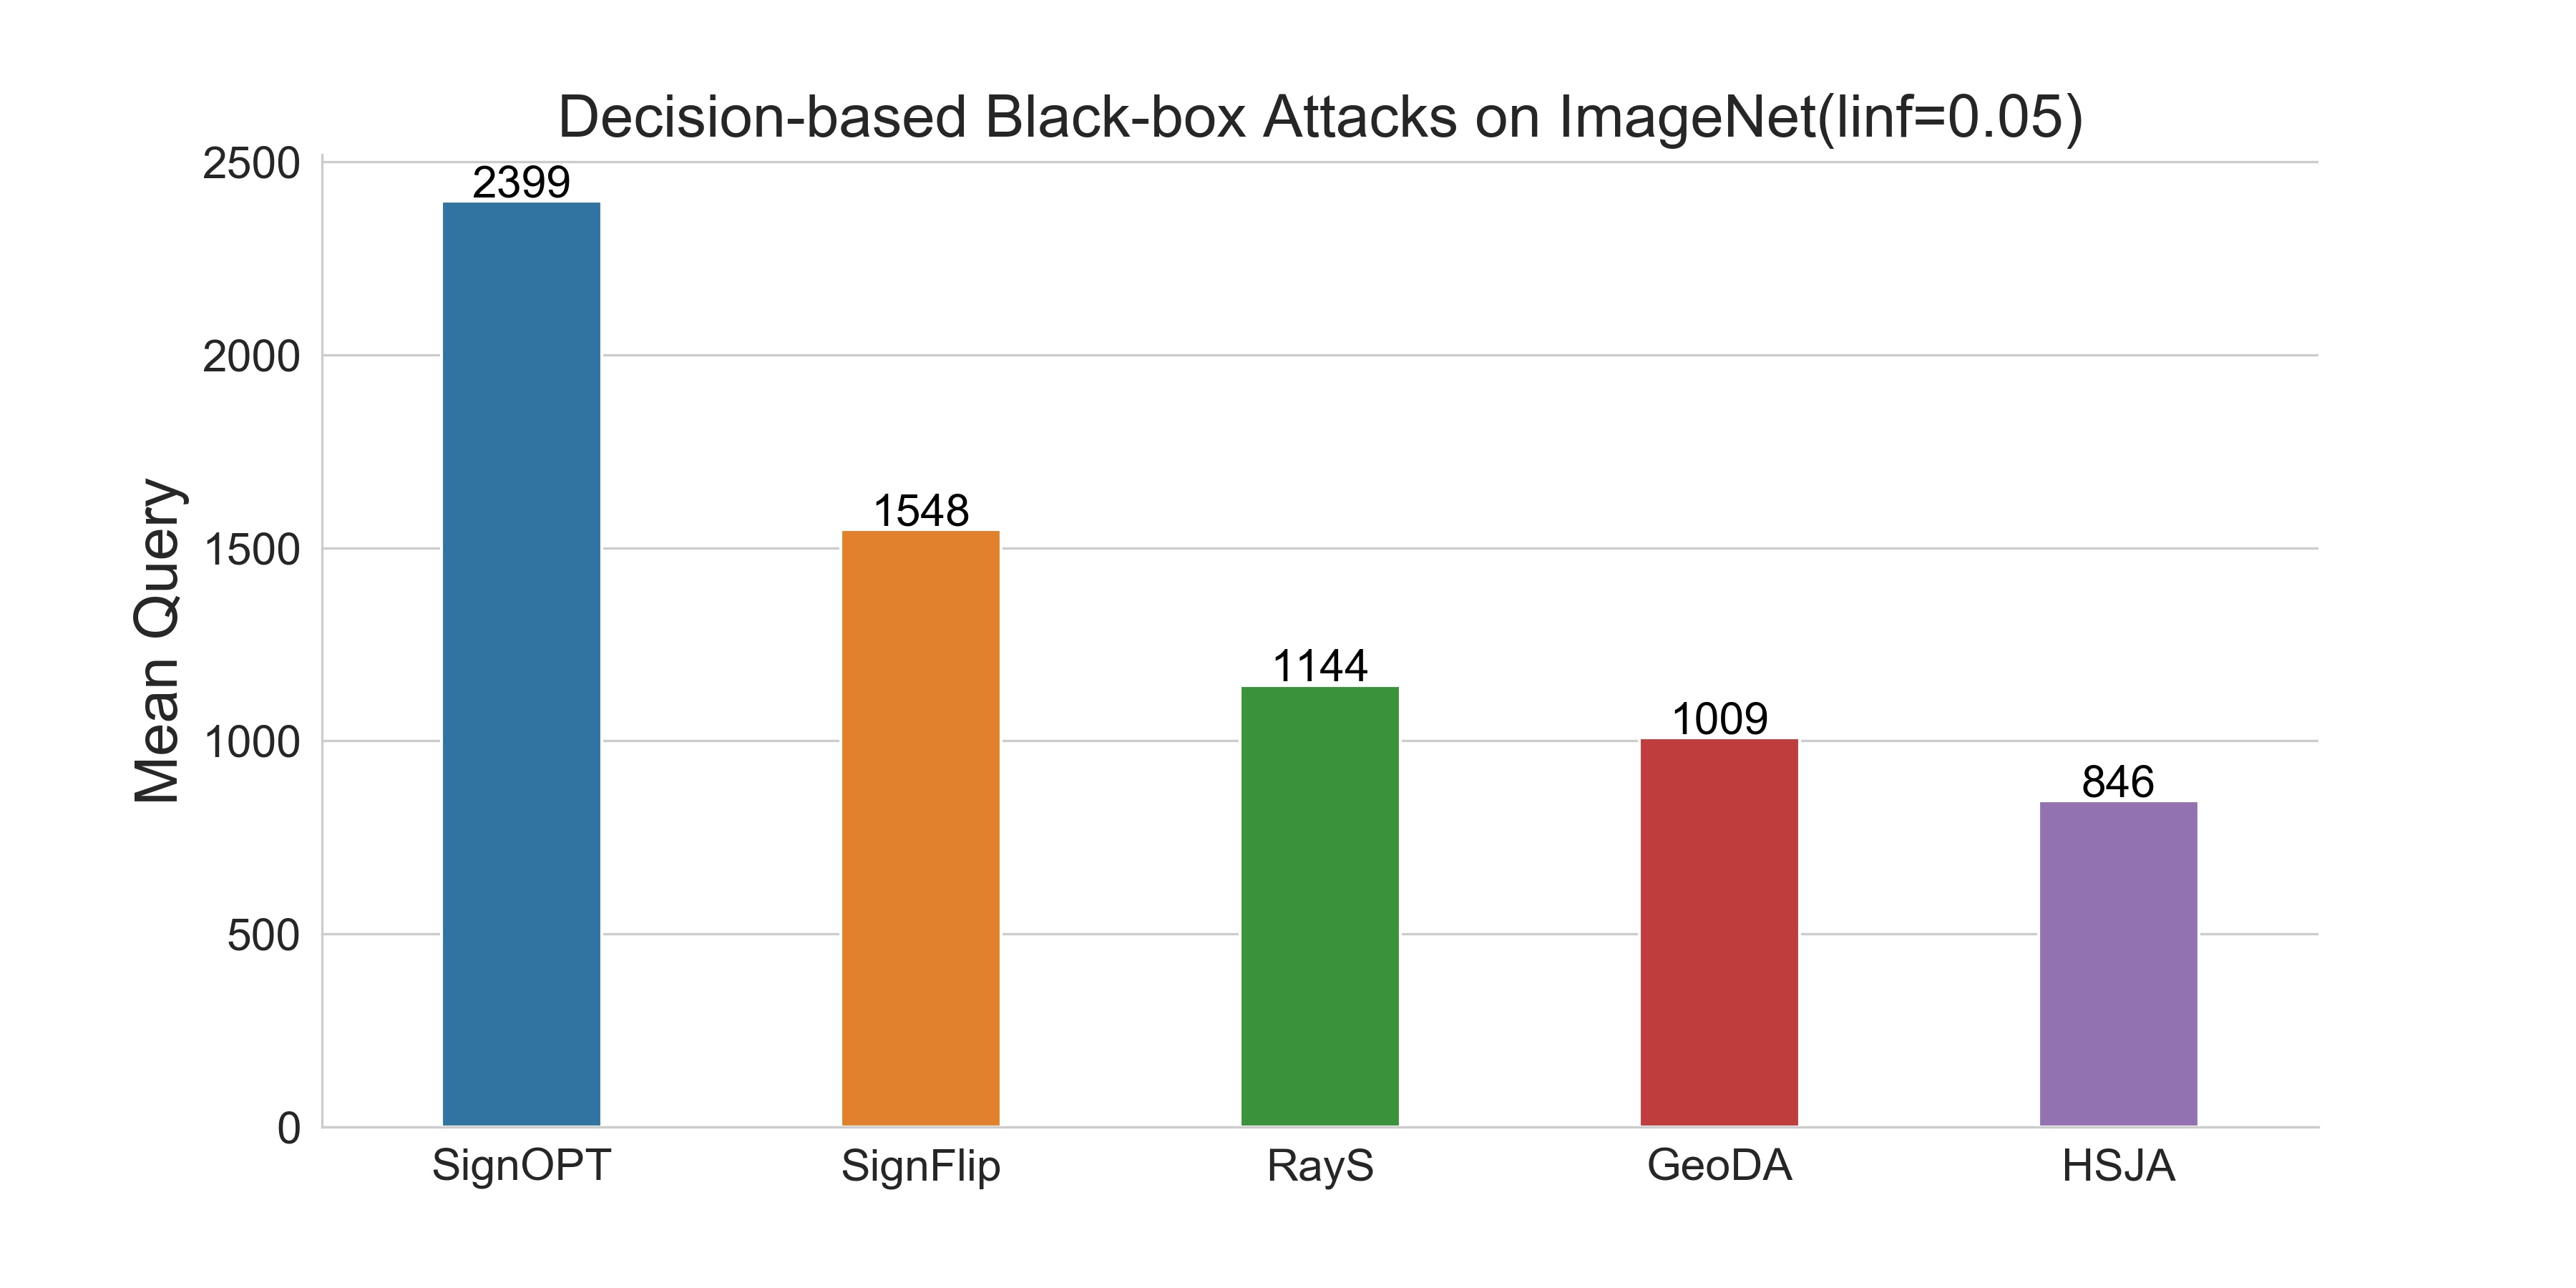 Decision-based Black-box Attacks on ImageNet(linf=0.05)
Mean Query
2500
2000
1500
1000
500
0
2399
1548
1144
1009
846
SignOPT
SignFlip
RayS
GeoDA
HSJA